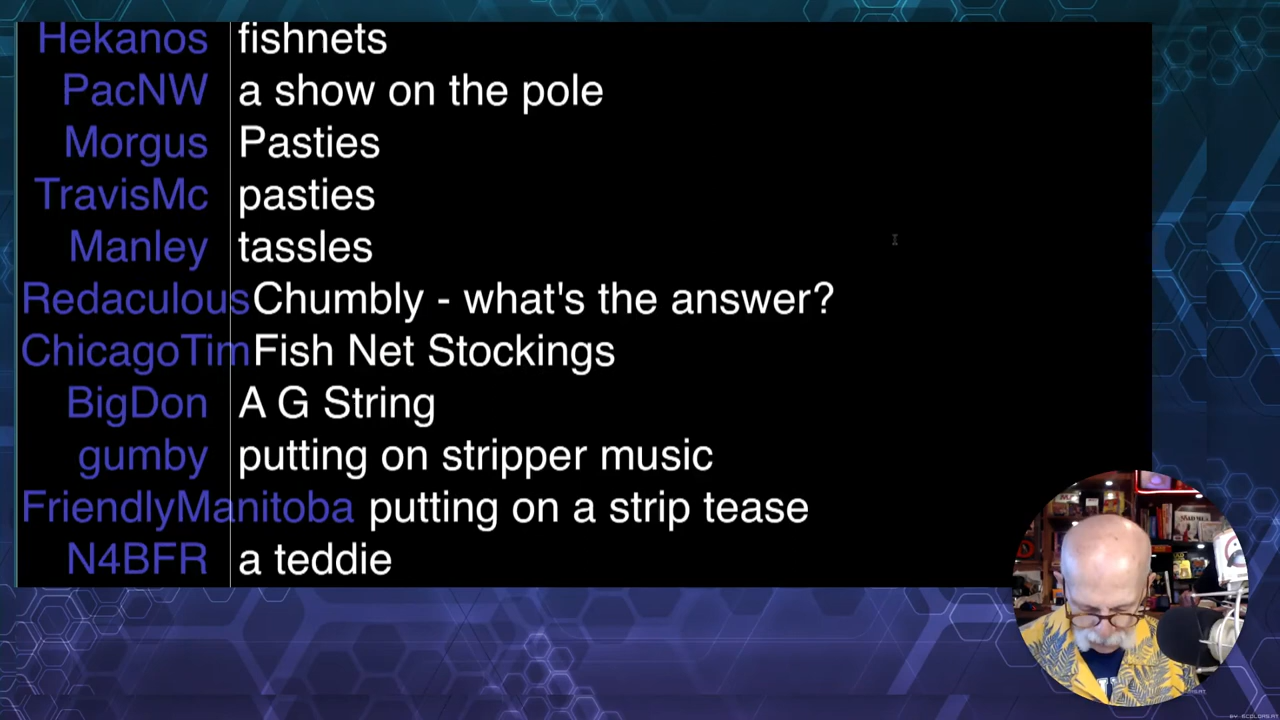 Hekanos fishnets
PacNW a show on the pole
Morgus Pasties
TravisMc pasties
Manley tassles
Redaculous Chumbly - what's the answer?
ChicagoTim Fish Net Stockings
BigDon A G String
gumby putting on stripper music
FriendlyManitoba putting on a strip tease
N4BFR a teddie